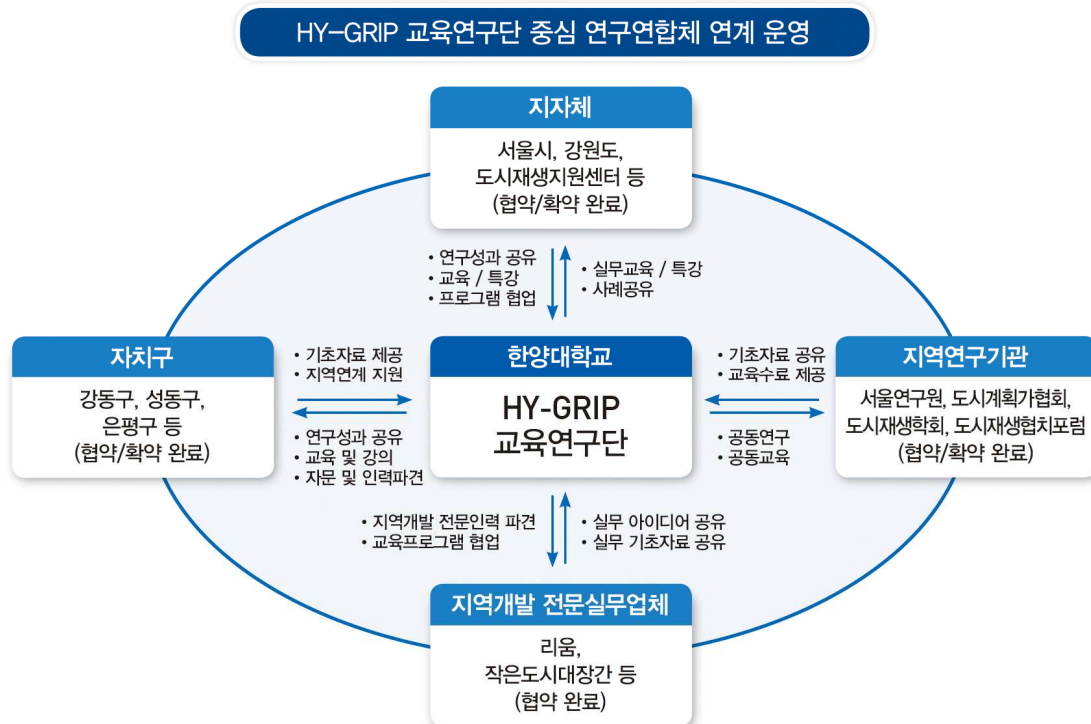 HY-GRIP 교육연구단 중심 연구연합체 연계 운영
지자체
서울시, 강원도,
도시재생지원센터 등
(협약/확약 완료)
• 연구성과 공유
• 교육 / 특강
• 프로그램 협업
• 실무교육 / 특강
• 사례공유
자치구
강동구, 성동구,
은평구 등
(협약/확약 완료)
• 기초자료 제공
• 지역연계 지원
• 연구성과 공유
• 교육 및 강의
• 자문 및 인력파견
한양대학교
HY-GRIP
교육연구단
• 기초자료 공유
• 교육수료 제공
• 공동연구
• 공동교육
지역연구기관
서울연구원, 도시계획가협회,
도시재생학회, 도시재생협치포럼
(협약/확약 완료)
• 지역개발 전문인력 파견
• 교육프로그램 협업
• 실무 아이디어 공유
• 실무 기초자료 공유
지역개발 전문실무업체
리움,
작은도시대장간 등
(협약 완료)